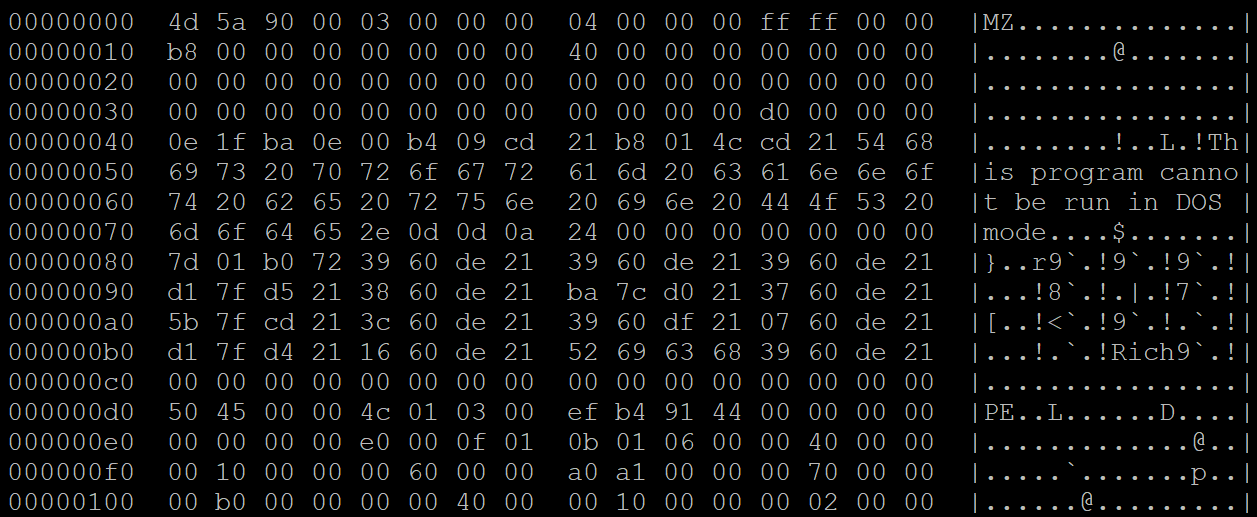 00000000  4d 5a 90 00 03 00 00 00  04 00 00 00 ff ff 00 00  |MZ..............|
00000010  b8 00 00 00 00 00 00 00  40 00 00 00 00 00 00 00  |........@.......|
00000020  00 00 00 00 00 00 00 00  00 00 00 00 00 00 00 00  |................|
00000030  00 00 00 00 00 00 00 00  00 00 00 00 d0 00 00 00  |................|
00000040  0e 1f ba 0e 00 b4 09 cd  21 b8 01 4c cd 21 54 68  |........!..L.!Th|
00000050  69 73 20 70 72 6f 67 72  61 6d 20 63 61 6e 6e 6f  |is program canno|
00000060  74 20 62 65 20 72 75 6e  20 69 6e 20 44 4f 53 20  |t be run in DOS |
00000070  6d 6f 64 65 2e 0d 0d 0a  24 00 00 00 00 00 00 00  |mode....$.......|
00000080  7d 01 b0 72 39 60 de 21  39 60 de 21 39 60 de 21  |}..r9`.!9`.!9`.!|
00000090  d1 7f d5 21 38 60 de 21  ba 7c d0 21 37 60 de 21  |...!8`.!.|.!7`.!|
000000a0  5b 7f cd 21 3c 60 de 21  39 60 df 21 07 60 de 21  |[..!<`.!9`.!.`.!|
000000b0  d1 7f d4 21 16 60 de 21  52 69 63 68 39 60 de 21  |...!.`.!Rich9`.!|
000000c0  00 00 00 00 00 00 00 00  00 00 00 00 00 00 00 00  |................|
000000d0  50 45 00 00 4c 01 03 00  ef b4 91 44 00 00 00 00  |PE..L......D....|
000000e0  00 00 00 00 e0 00 0f 01  0b 01 06 00 00 40 00 00  |.............@..|
000000f0  00 10 00 00 00 60 00 00  a0 a1 00 00 00 70 00 00  |.....`.......p..|
00000100  00 b0 00 00 00 00 40 00  00 10 00 00 00 02 00 00  |......@.........|